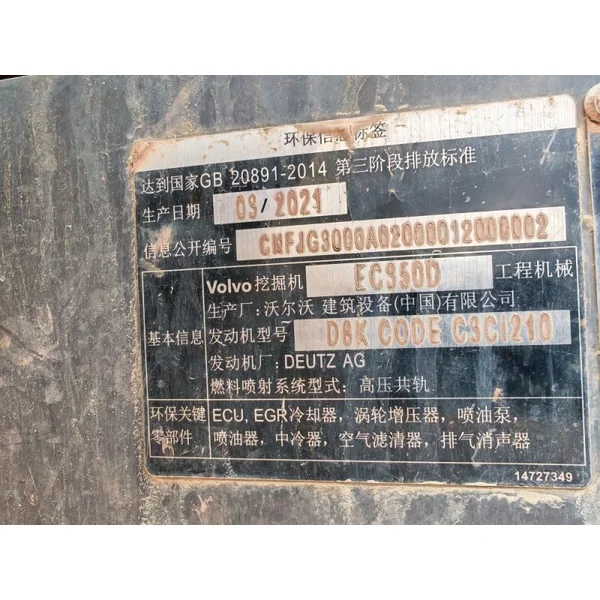 环保信息标签
达到国家GB 20891-2014 第三阶段排放标准
生产日期 09/2021
信息公开编号 CNFJG3000A02000012000002
Volvo 挖掘机 EC350D 工程机械
生产厂: 沃尔沃 建筑设备(中国)有限公司
基本信息 发动机型号 D8K CODE C3CI210
发动机厂: DEUTZ AG
燃料喷射系统型式: 高压共轨
环保关键 ECU, EGR冷却器, 涡轮增压器, 喷油泵,
零部件 喷油器, 中冷器, 空气滤清器, 排气消声器
14727349